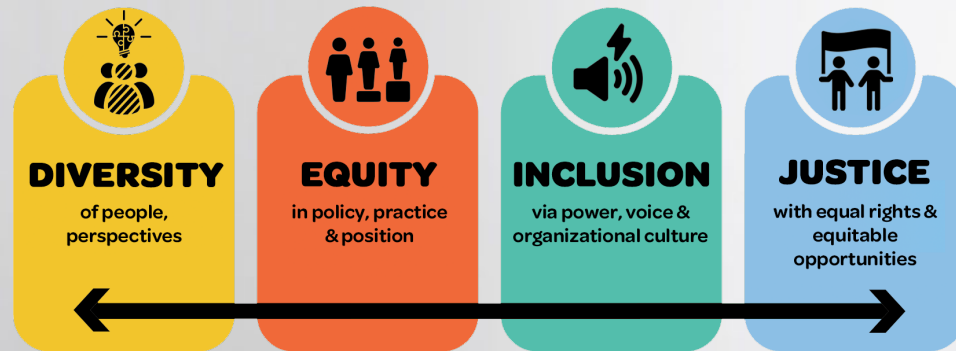 DIVERSITY
of people,
perspectives
EQUITY
in policy, practice
& position
INCLUSION
via power, voice &
organizational culture
JUSTICE
with equal rights &
equitable
opportunities